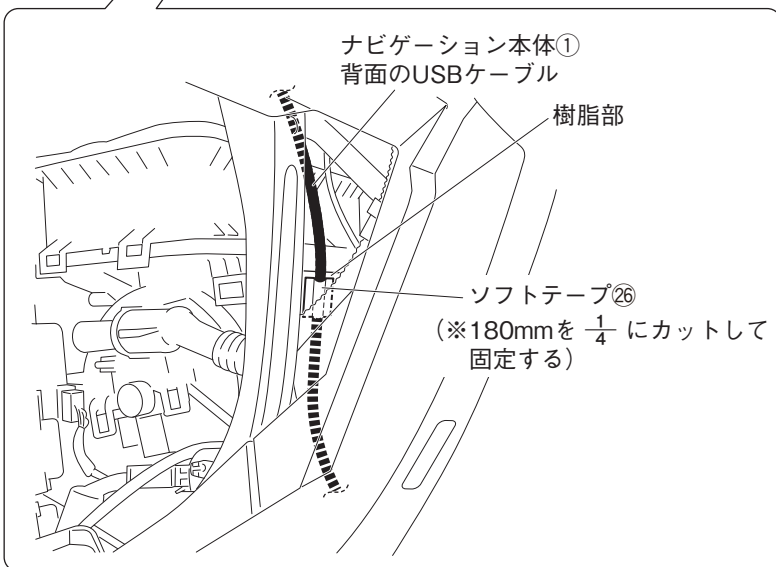 ナビゲーション本体①
背面のUSBケーブル
樹脂部
ソフトテープ㉖
(※180mmを 1/4 にカットして
固定する)